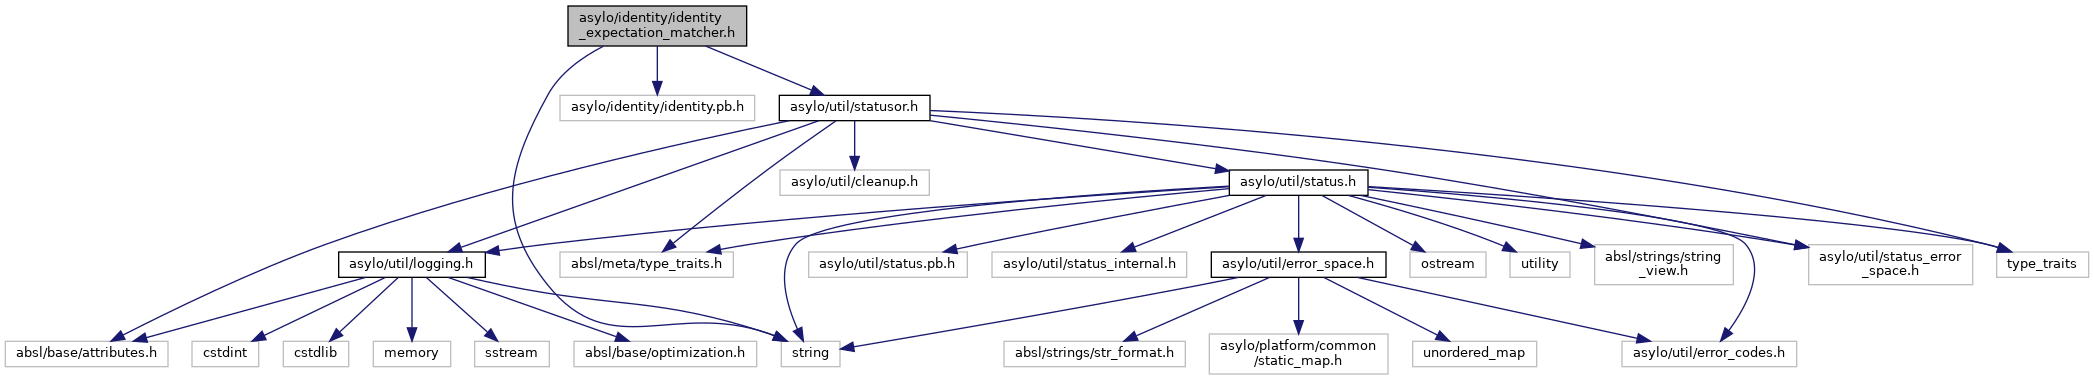 asylo/identity/identity
_expectation_matcher.h
asylo/identity/identity.pb.h
asylo/util/statusor.h
asylo/util/cleanup.h
asylo/util/status.h
asylo/util/logging.h
absl/meta/type_traits.h
asylo/util/status.pb.h
asylo/util/status_internal.h
asylo/util/error_space.h
ostream
utility
absl/strings/string
_view.h
asylo/util/status_error
_space.h
type_traits
absl/base/attributes.h
cstdint
cstdlib
memory
sstream
absl/base/optimization.h
string
absl/strings/str_format.h
asylo/platform/common
/static_map.h
unordered_map
asylo/util/error_codes.h